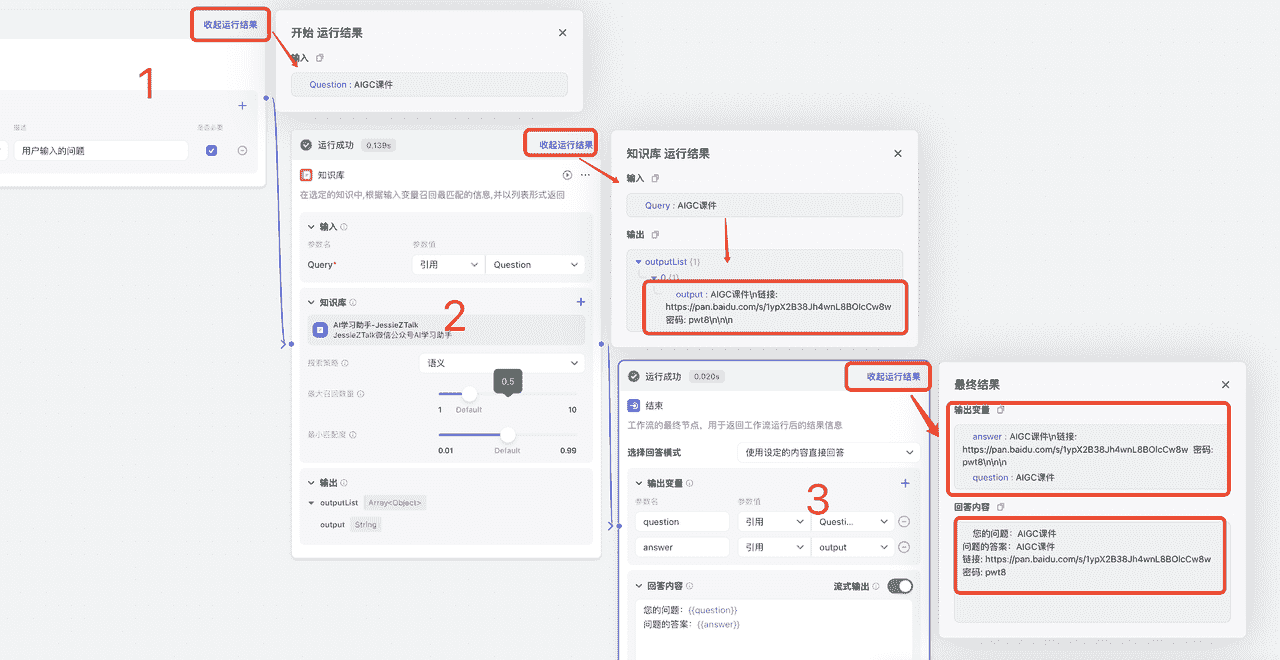 收起运行结果
1
描述
是否必要
用户输入的问题
开始 运行结果
输入
Question : AIGC课件
运行成功 0.138s
收起运行结果
知识库
在选定的知识中,根据输入变量召回最匹配的信息,并以列表形式返回
输入
参数名 参数值
Query* 引用 Question
知识库
2
AI学习助手-JessieZTalk
JessieZTalk微信公众号AI学习助手
搜索策略 语义
最大召回数量
0.5
1 Default 10
最小匹配度
0.01 Default 0.99
输出
outputList Array<Object>
output String
知识库 运行结果
输入
Query : AIGC课件
输出
outputList (1)
0 (1)
output : AIGC课件\n链接:
https://pan.baidu.com/s/1ypX2B38Jh4wnL8BOlcCw8w
密码: pwt8\n\n\n
运行成功 0.020s
收起运行结果
结束
工作流的最终节点、用于返回工作流运行后的结果信息
选择回答模式 使用设定的内容直接回答
输出变量
3
参数名 参数值
question 引用 Questi...
answer 引用 output
回答内容 流式输出
您的问题：{{question}}
问题的答案：{{answer}}
最终结果
输出变量
answer : AIGC课件\n链接:
https://pan.baidu.com/s/1ypX2B38Jh4wnL8BOlcCw8w 密码:
pwt8\n\n\n
question : AIGC课件
回答内容
您的问题：AIGC课件
问题的答案：AIGC课件
链接: https://pan.baidu.com/s/1ypX2B38Jh4wnL8BOlcCw8w
密码: pwt8